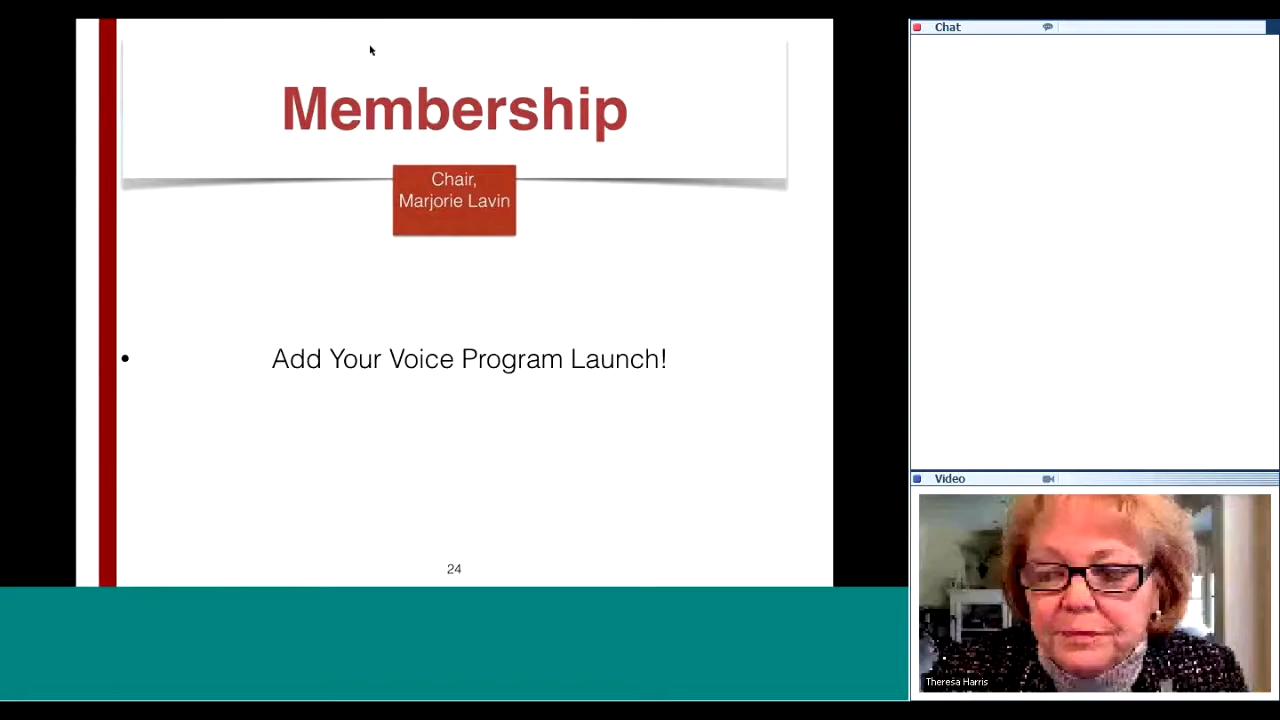 Membership
Chair,
Marjorie Lavin
• Add Your Voice Program Launch!
24
Chat
Video
Theresa Harris